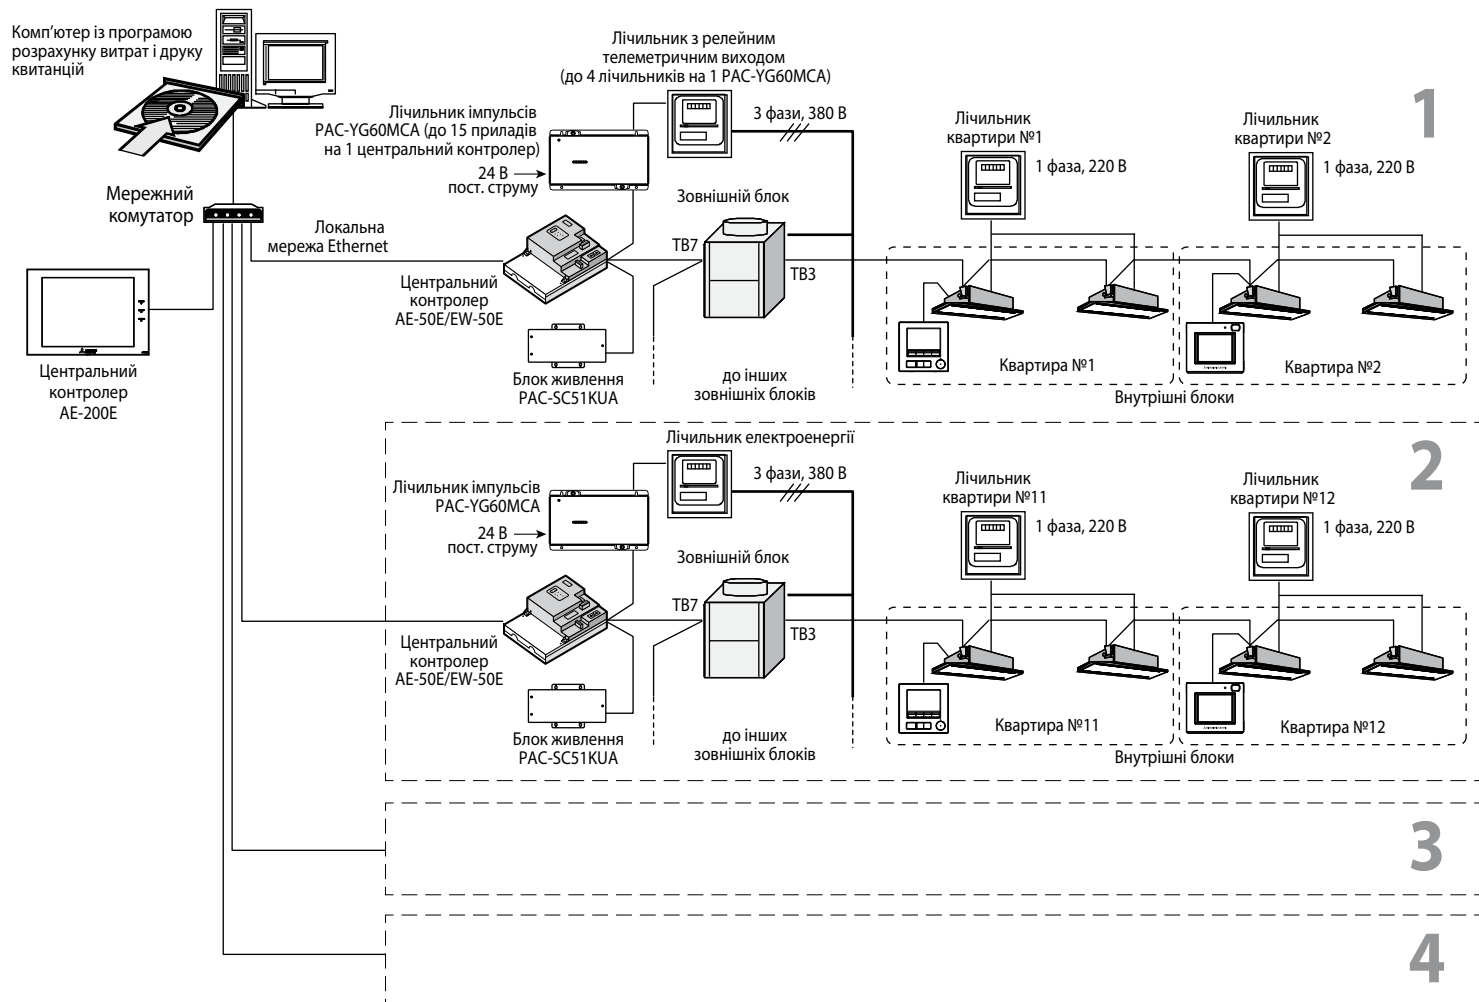 Комп'ютер із програмою
розрахунку витрат і друку
квитанцій
Мережний
комутатор
Центральний
контролер
AE-200E
Локальна
мережа Ethernet
Лічильник з релейним
телеметричним виходом
(до 4 лічильників на 1 PAC-YG60MCA)
Лічильник імпульсів
PAC-YG60MCA (до 15 приладів
на 1 центральний контролер)
24 В
пост. струму
3 фази, 380 В
Зовнішній блок
TB7
TB3
Центральний
контролер
AE-50E/EW-50E
Блок живлення
PAC-SC51KUA
до інших
зовнішніх блоків
Лічильник
квартири №1
1 фаза, 220 В
Лічильник
квартири №2
1 фаза, 220 В
1
Квартира №1
Квартира №2
Внутрішні блоки
Лічильник електроенергії
2
Лічильник імпульсів
PAC-YG60MCA
24 В
пост. струму
3 фази, 380 В
Зовнішній блок
TB7
TB3
Центральний
контролер
AE-50E/EW-50E
Блок живлення
PAC-SC51KUA
до інших
зовнішніх блоків
Лічильник
квартири №11
1 фаза, 220 В
Лічильник
квартири №12
1 фаза, 220 В
Квартира №11
Квартира №12
Внутрішні блоки
3
4